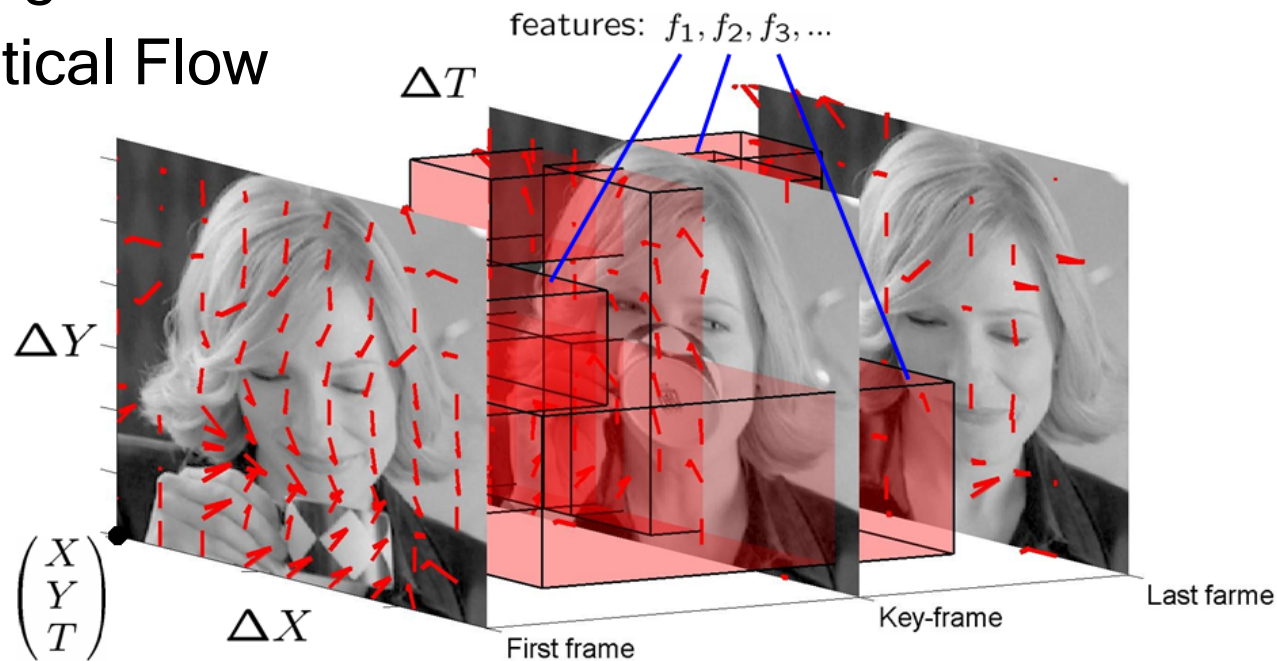 tical Flow
features: f₁, f₂, f₃, ...
ΔT
ΔY
(X Y T)
ΔX
First frame
Key-frame
Last farme